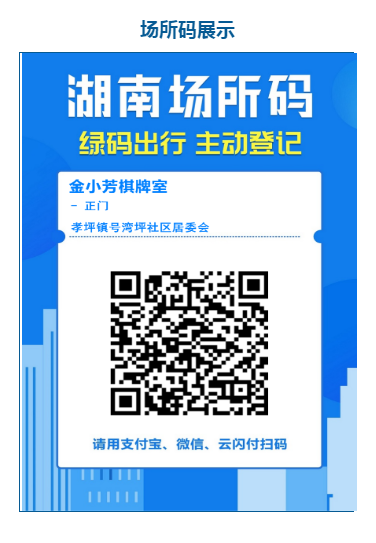 场所码展示
湖南场所码
绿码出行 主动登记
金小芳棋牌室
- 正门
孝坪镇号湾坪社区居委会
请用支付宝、微信、云闪付扫码